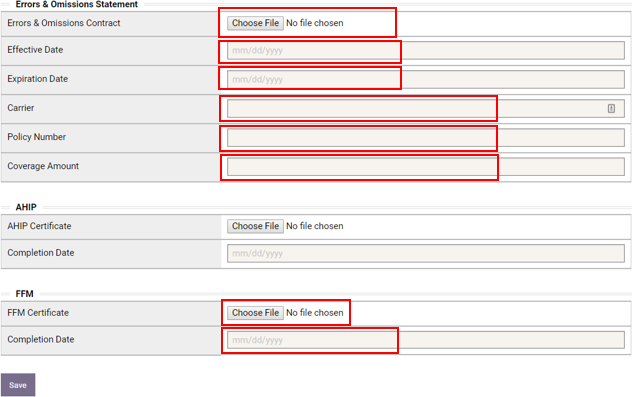 Errors & Omissions Statement
Errors & Omissions Contract Choose File No file chosen
Effective Date mm/dd/yyyy
Expiration Date mm/dd/yyyy
Carrier
Policy Number
Coverage Amount
AHIP
AHIP Certificate Choose File No file chosen
Completion Date mm/dd/yyyy
FFM
FFM Certificate Choose File No file chosen
Completion Date mm/dd/yyyy
Save